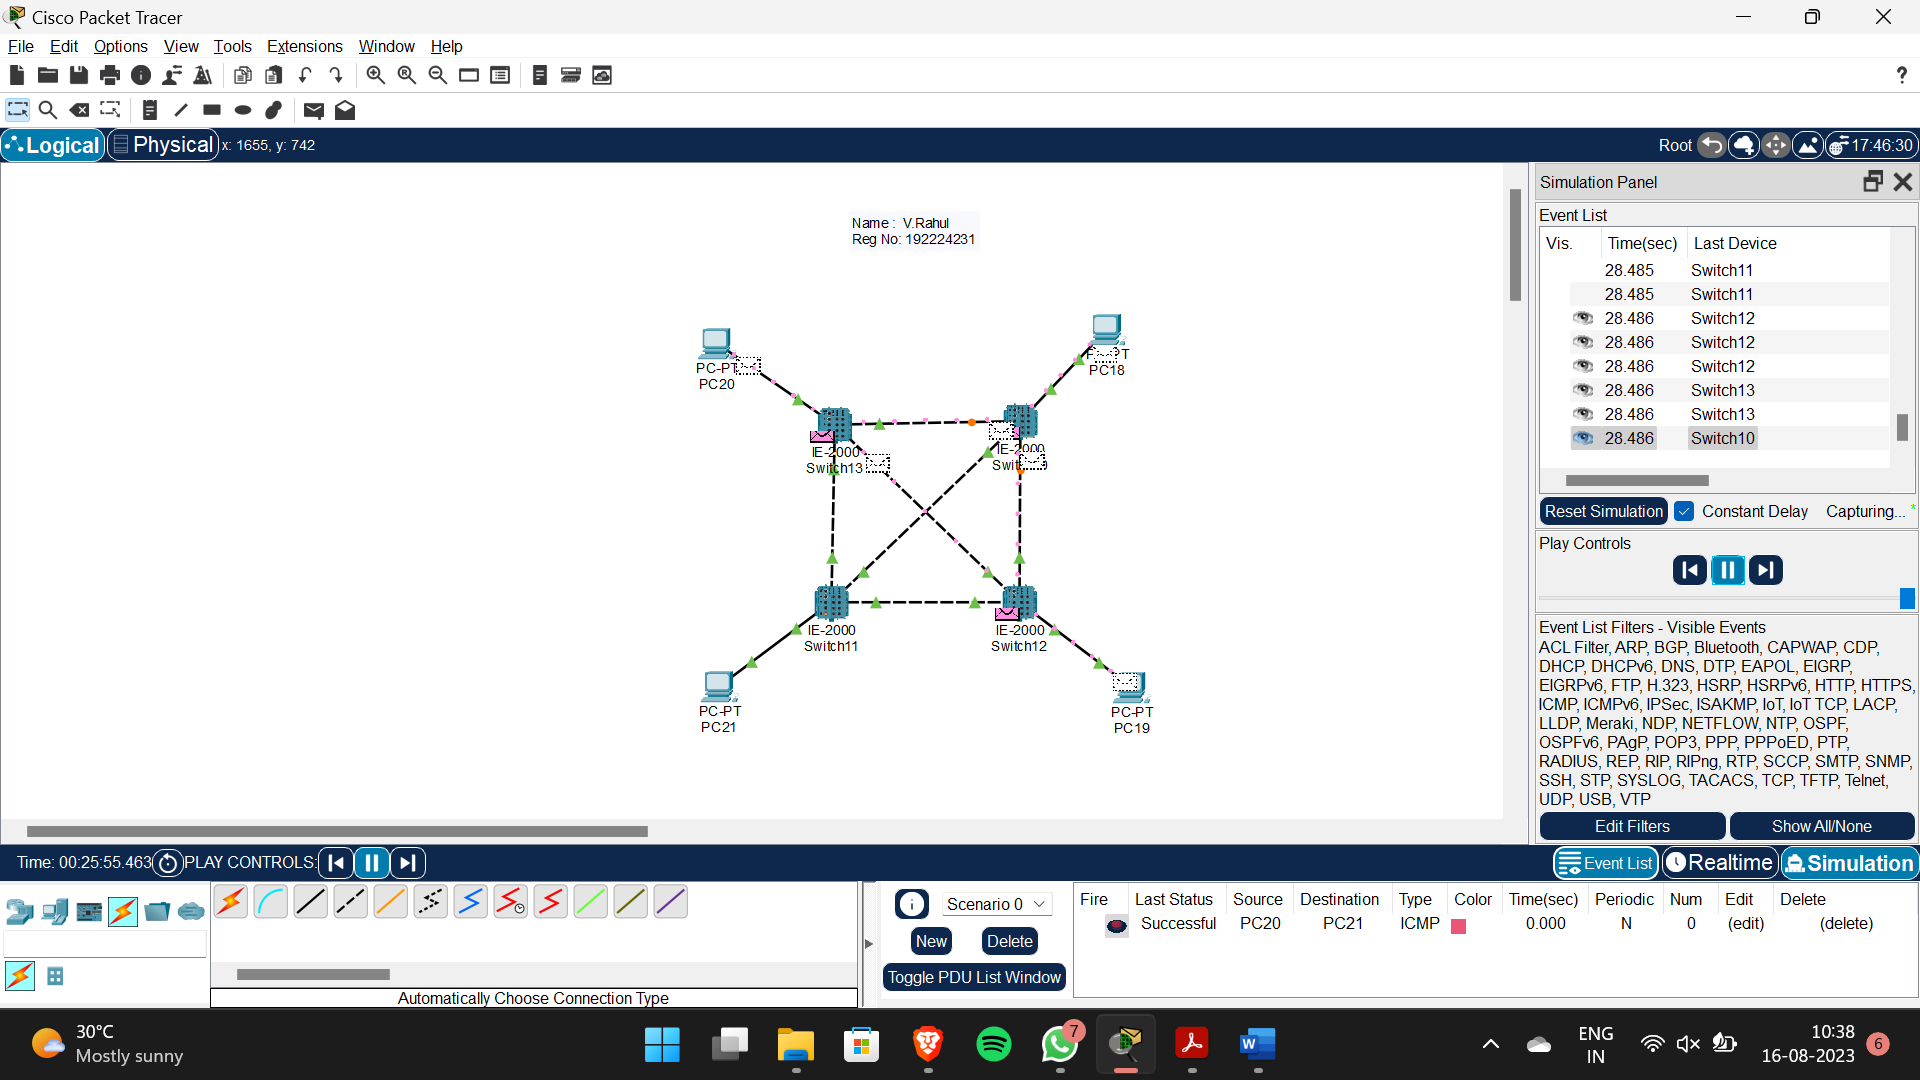 Cisco Packet Tracer
File Edit Options View Tools Extensions Window Help
Logical Physical x: 1655, y: 742 Root 17:46:30
Simulation Panel
Event List
Vis. Time(sec) Last Device
28.485 Switch11
28.485 Switch11
28.486 Switch12
28.486 Switch12
28.486 Switch12
28.486 Switch13
28.486 Switch13
28.486 Switch10
Reset Simulation Constant Delay Capturing... *
Play Controls
Event List Filters - Visible Events
ACL Filter, ARP, BGP, Bluetooth, CAPWAP, CDP,
DHCP, DHCPv6, DNS, DTP, EAPOL, EIGRP,
EIGRPv6, FTP, H.323, HSRP, HSRPv6, HTTP, HTTPS,
ICMP, ICMPv6, IPSec, ISAKMP, IoT, IoT TCP, LACP,
LLDP, Meraki, NDP, NETFLOW, NTP, OSPF,
OSPFv6, PAgP, POP3, PPP, PPPoED, PTP,
RADIUS, REP, RIP, RIPng, RTP, SCCP, SMTP, SNMP,
SSH, STP, SYSLOG, TACACS, TCP, TFTP, Telnet,
UDP, USB, VTP
Edit Filters Show All/None
Name : V.Rahul
Reg No: 192224231
PC-PT
PC20
PC18
IE-2000
Switch13
IE-2000
IE-2000
Switch11
IE-2000
Switch12
PC-PT
PC21
PC-PT
PC19
Time: 00:25:55.463 PLAY CONTROLS: Event List Realtime Simulation
Automatically Choose Connection Type
Scenario 0
New Delete
Toggle PDU List Window
Fire Last Status Source Destination Type Color Time(sec) Periodic Num Edit Delete
Successful PC20 PC21 ICMP 0.000 N 0 (edit) (delete)
30°C
Mostly sunny
7
ENG
IN
10:38
16-08-2023
6